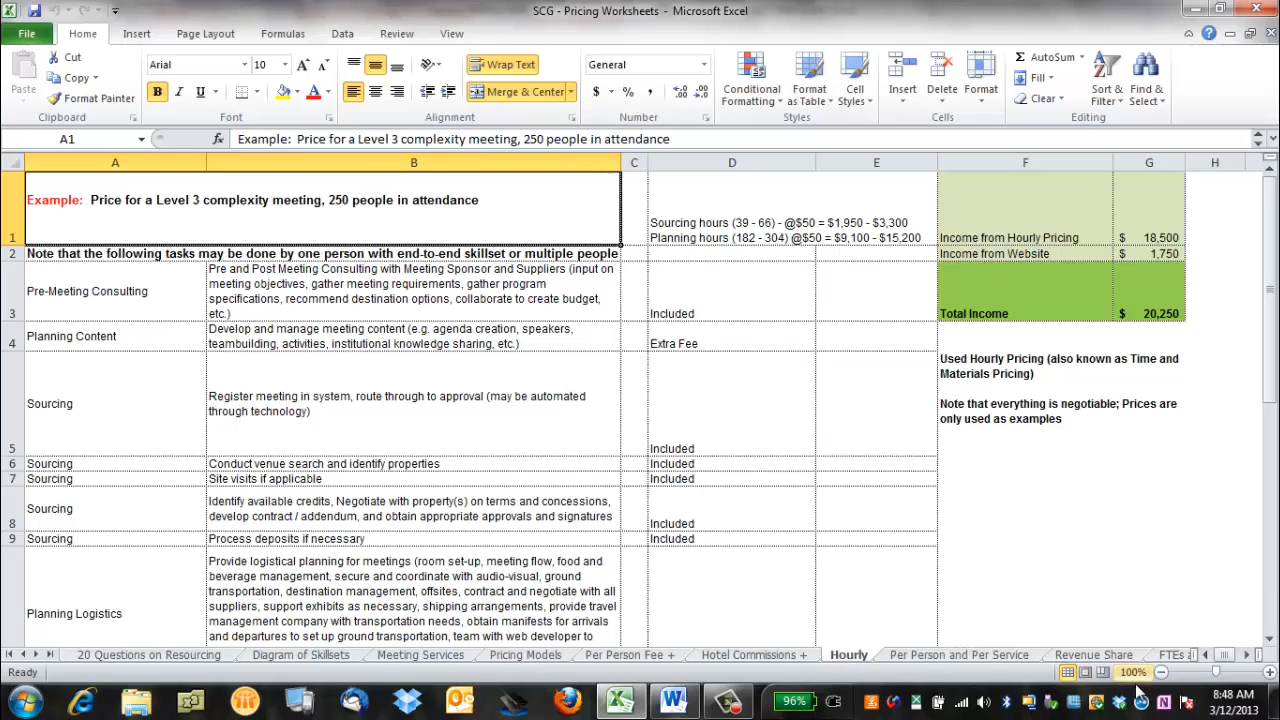 SCG - Pricing Worksheets - Microsoft Excel
File Home Insert Page Layout Formulas Data Review View
Cut
Copy
Format Painter
Paste
Clipboard
Arial 10
B I U
Font
Wrap Text
Merge & Center
Alignment
General
$ % ,
Number
Conditional Formatting
Format as Table
Cell Styles
Styles
Insert Delete Format
Cells
AutoSum
Fill
Clear
Sort & Filter
Find & Select
Editing
A1 fx Example: Price for a Level 3 complexity meeting, 250 people in attendance
A B C D E F G H
1 Example: Price for a Level 3 complexity meeting, 250 people in attendance
Sourcing hours (39 - 66) - @$50 = $1,950 - $3,300
Planning hours (182 - 304) @$50 = $9,100 - $15,200
Income from Hourly Pricing $ 18,500
2 Note that the following tasks may be done by one person with end-to-end skillset or multiple people
Income from Website $ 1,750
3 Pre-Meeting Consulting
Pre and Post Meeting Consulting with Meeting Sponsor and Suppliers (input on
meeting objectives, gather meeting requirements, gather program
specifications, recommend destination options, collaborate to create budget,
etc.)
Included
Total Income $ 20,250
4 Planning Content
Develop and manage meeting content (e.g. agenda creation, speakers,
teambuilding, activities, institutional knowledge sharing, etc.)
Extra Fee
Used Hourly Pricing (also known as Time and
Materials Pricing)
Note that everything is negotiable; Prices are
only used as examples
5 Sourcing
Register meeting in system, route through to approval (may be automated
through technology)
Included
6 Sourcing Conduct venue search and identify properties Included
7 Sourcing Site visits if applicable Included
8 Sourcing
Identify available credits, Negotiate with property(s) on terms and concessions,
develop contract / addendum, and obtain appropriate approvals and signatures
Included
9 Sourcing Process deposits if necessary Included
Planning Logistics
Provide logistical planning for meetings (room set-up, meeting flow, food and
beverage management, secure and coordinate with audio-visual, ground
transportation, destination management, offsites, contract and negotiate with all
suppliers, support exhibits as necessary, shipping arrangements, provide travel
management company with transportation needs, obtain manifests for arrivals
and departures to set up ground transportation, team with web developer to
20 Questions on Resourcing Diagram of Skillsets Meeting Services Pricing Models Per Person Fee + Hotel Commissions + Hourly Per Person and Per Service Revenue Share FTEs
Ready 100%
96%
8:48 AM
3/12/2013